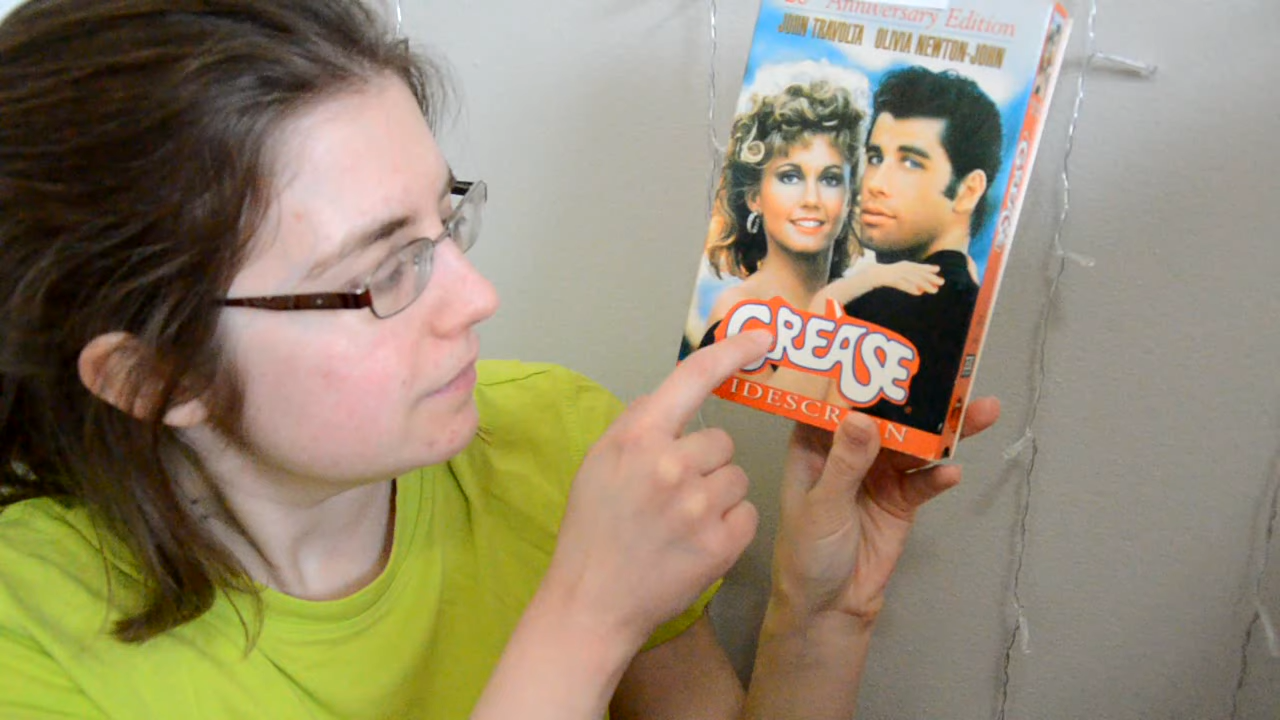 Anniversary Edition
JOHN TRAVOLTA OLIVIA NEWTON-JOHN
GREASE
IDESCR N